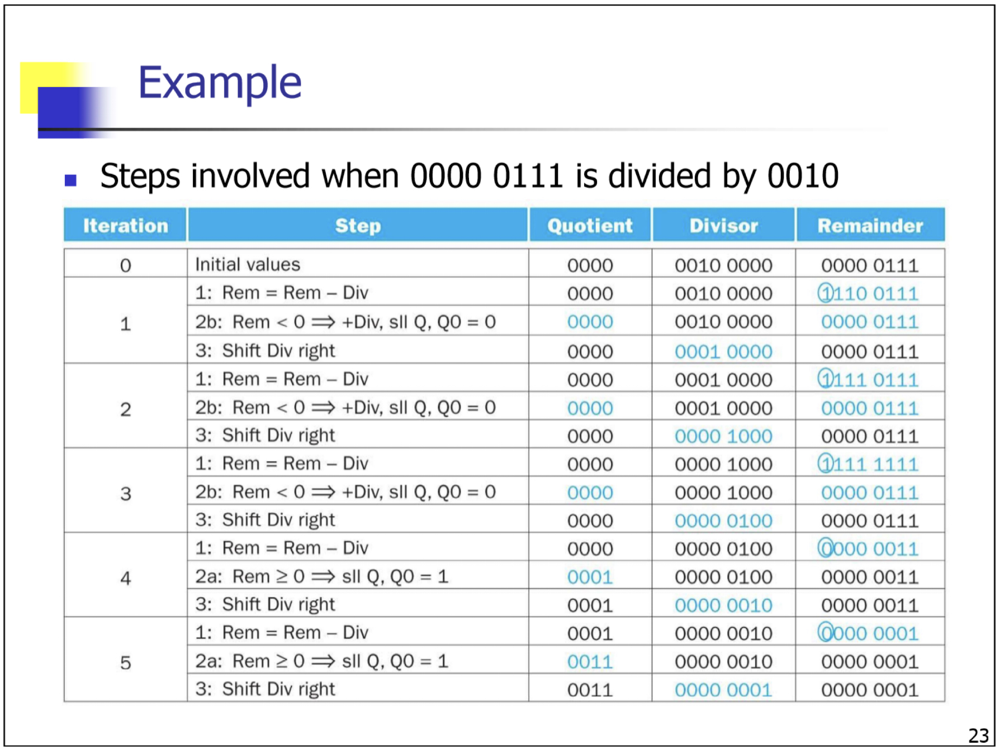 Example
Steps involved when 0000 0111 is divided by 0010
Iteration Step Quotient Divisor Remainder
0 Initial values 0000 0010 0000 0000 0111
1: Rem = Rem – Div 0000 0010 0000 1110 0111
1 2b: Rem < 0 ⟹ +Div, sll Q, Q0 = 0 0000 0010 0000 0000 0111
3: Shift Div right 0000 0001 0000 0000 0111
1: Rem = Rem – Div 0000 0001 0000 1111 0111
2 2b: Rem < 0 ⟹ +Div, sll Q, Q0 = 0 0000 0001 0000 0000 0111
3: Shift Div right 0000 0000 1000 0000 0111
1: Rem = Rem – Div 0000 0000 1000 1111 1111
3 2b: Rem < 0 ⟹ +Div, sll Q, Q0 = 0 0000 0000 1000 0000 0111
3: Shift Div right 0000 0000 0100 0000 0111
1: Rem = Rem – Div 0000 0000 0100 0000 0011
4 2a: Rem ≥ 0 ⟹ sll Q, Q0 = 1 0001 0000 0100 0000 0011
3: Shift Div right 0001 0000 0010 0000 0011
1: Rem = Rem – Div 0001 0000 0010 0000 0001
5 2a: Rem ≥ 0 ⟹ sll Q, Q0 = 1 0011 0000 0010 0000 0001
3: Shift Div right 0011 0000 0001 0000 0001
23